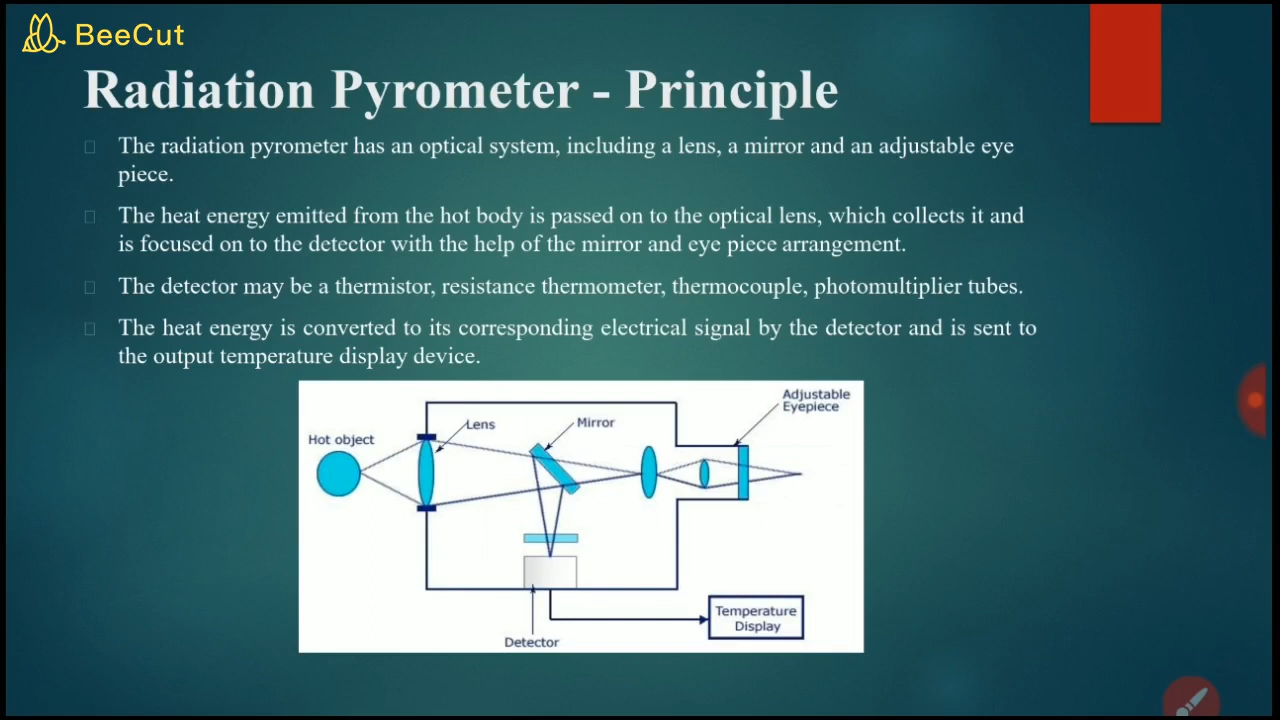 BeeCut
Radiation Pyrometer - Principle
The radiation pyrometer has an optical system, including a lens, a mirror and an adjustable eye
piece.
The heat energy emitted from the hot body is passed on to the optical lens, which collects it and
is focused on to the detector with the help of the mirror and eye piece arrangement.
The detector may be a thermistor, resistance thermometer, thermocouple, photomultiplier tubes.
The heat energy is converted to its corresponding electrical signal by the detector and is sent to
the output temperature display device.
Adjustable
Eyepiece
Lens
Mirror
Hot object
Temperature
Display
Detector